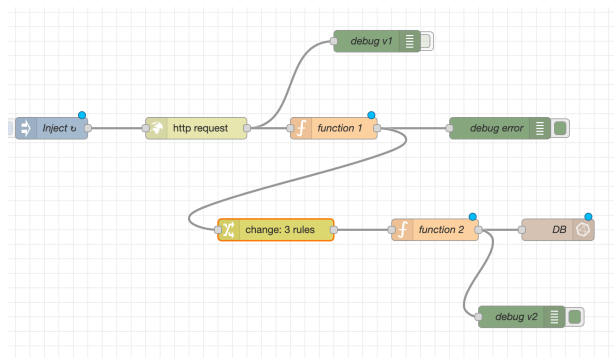 debug v1
Inject ↻
http request
function 1
debug error
change: 3 rules
function 2
DB
debug v2